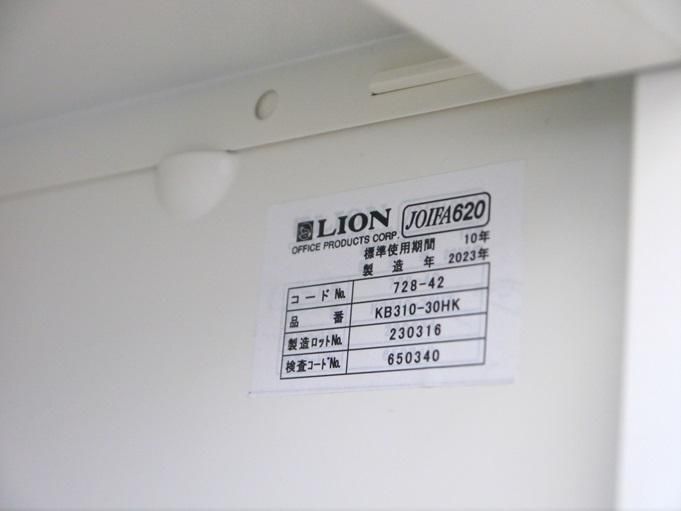 LION JOIFA620
OFFICE PRODUCTS CORP.
標準使用期間 10年
製造年 2023年
コードNo. 728-42
品番 KB310-30HK
製造ロットNo. 230316
検査コードNo. 650340